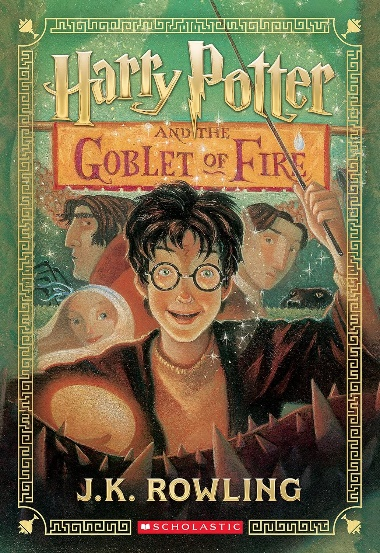 Harry Potter
AND THE
GOBLET OF FIRE
J.K. ROWLING
SCHOLASTIC